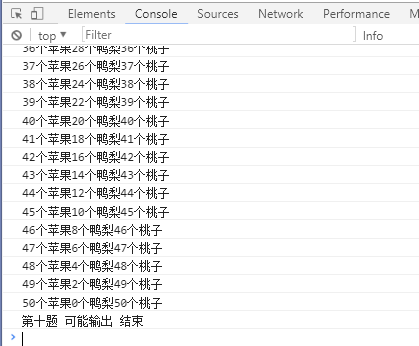 Elements Console Sources Network Performance M
top Filter Info
36个苹果28个鸭梨36个桃子
37个苹果26个鸭梨37个桃子
38个苹果24个鸭梨38个桃子
39个苹果22个鸭梨39个桃子
40个苹果20个鸭梨40个桃子
41个苹果18个鸭梨41个桃子
42个苹果16个鸭梨42个桃子
43个苹果14个鸭梨43个桃子
44个苹果12个鸭梨44个桃子
45个苹果10个鸭梨45个桃子
46个苹果8个鸭梨46个桃子
47个苹果6个鸭梨47个桃子
48个苹果4个鸭梨48个桃子
49个苹果2个鸭梨49个桃子
50个苹果0个鸭梨50个桃子
第十题 可能输出 结束